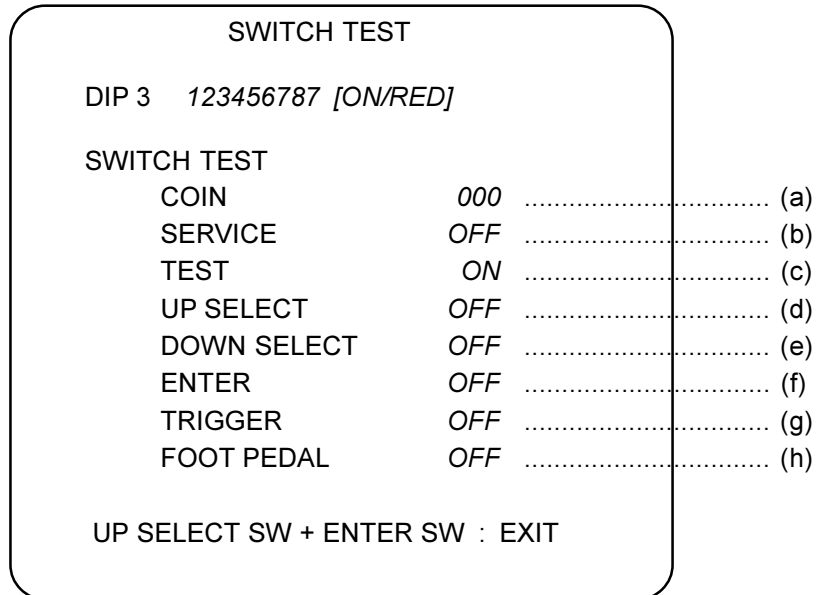 SWITCH TEST
DIP 3 123456787 [ON/RED]
SWITCH TEST
COIN 000 ................................. (a)
SERVICE OFF ................................. (b)
TEST ON ................................. (c)
UP SELECT OFF ................................. (d)
DOWN SELECT OFF ................................. (e)
ENTER OFF ................................. (f)
TRIGGER OFF ................................. (g)
FOOT PEDAL OFF ................................. (h)
UP SELECT SW + ENTER SW : EXIT